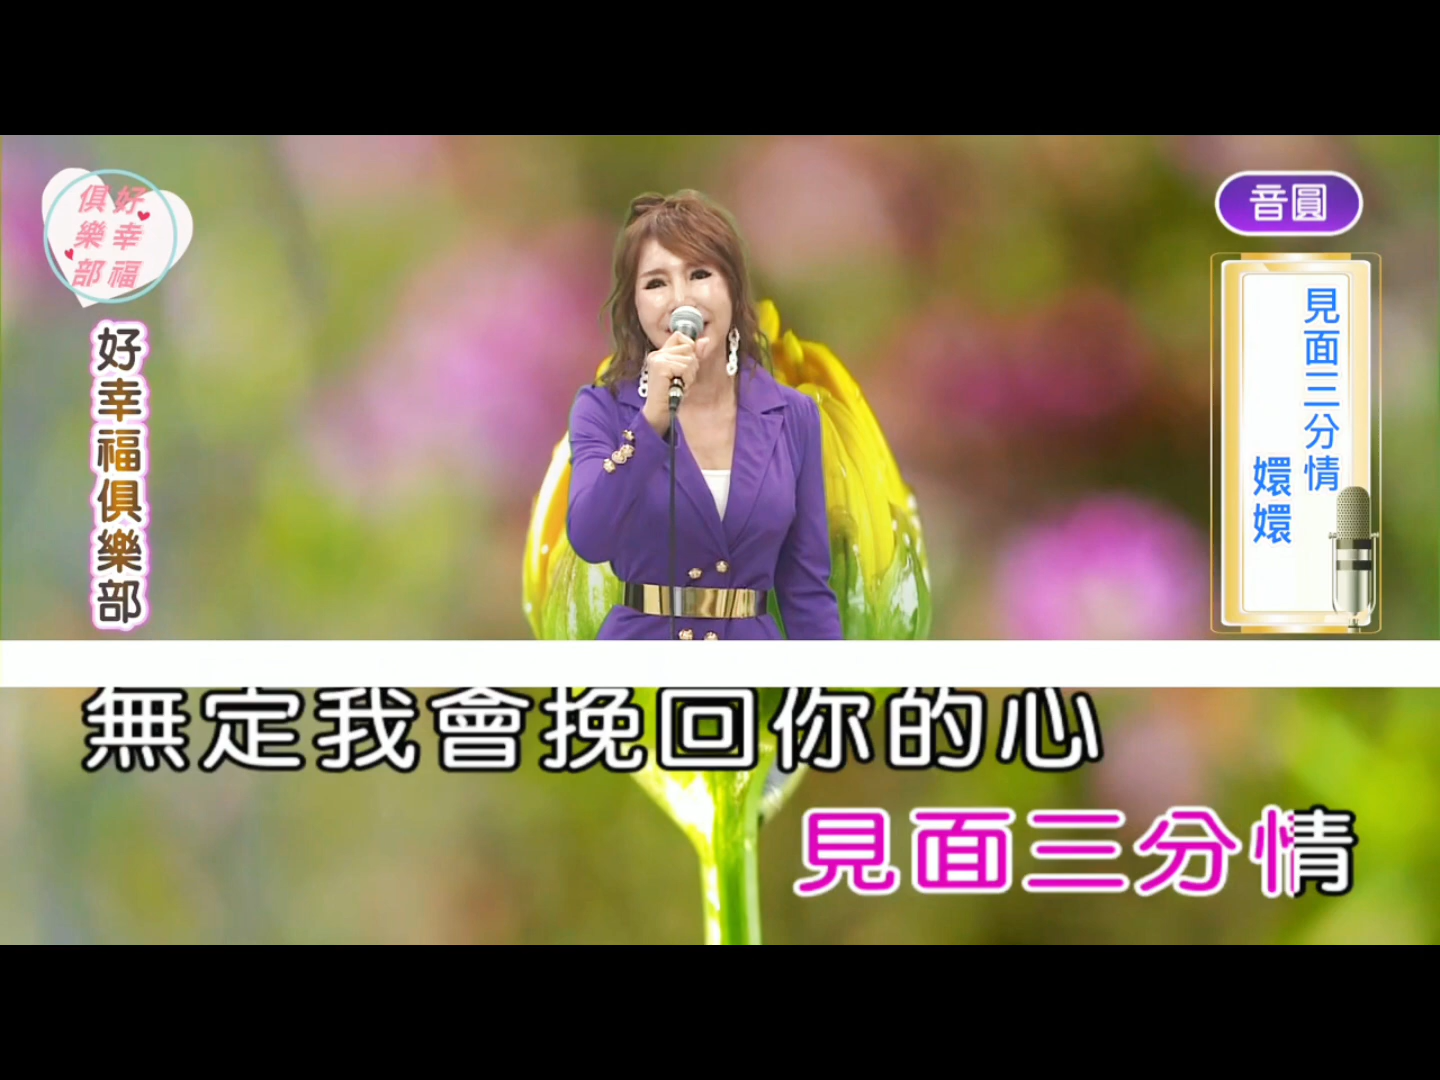 好幸福
俱樂部
好幸福俱樂部
音圓
見面三分情
嬛嬛
無定我會挽回你的心
見面三分情